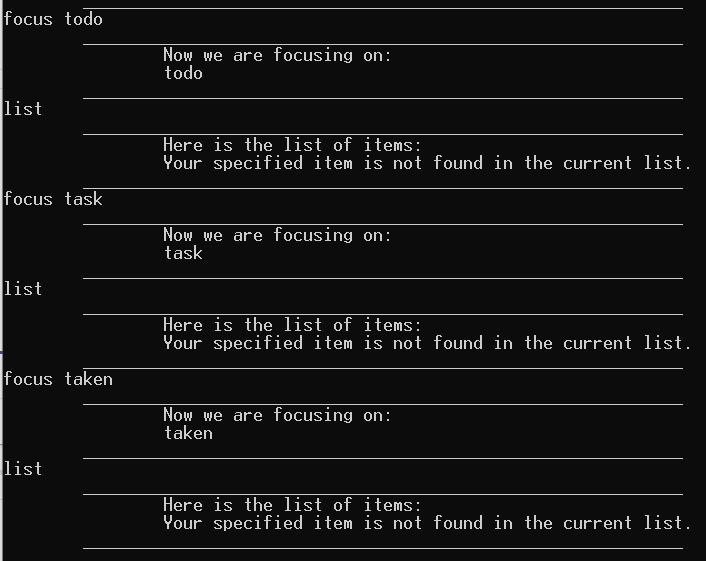 focus todo
Now we are focusing on:
todo
list
Here is the list of items:
Your specified item is not found in the current list.
focus task
Now we are focusing on:
task
list
Here is the list of items:
Your specified item is not found in the current list.
focus taken
Now we are focusing on:
taken
list
Here is the list of items:
Your specified item is not found in the current list.